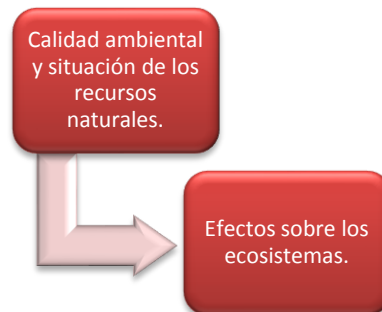 Calidad ambiental
y situación de los
recursos
naturales.
Efectos sobre los
ecosistemas.